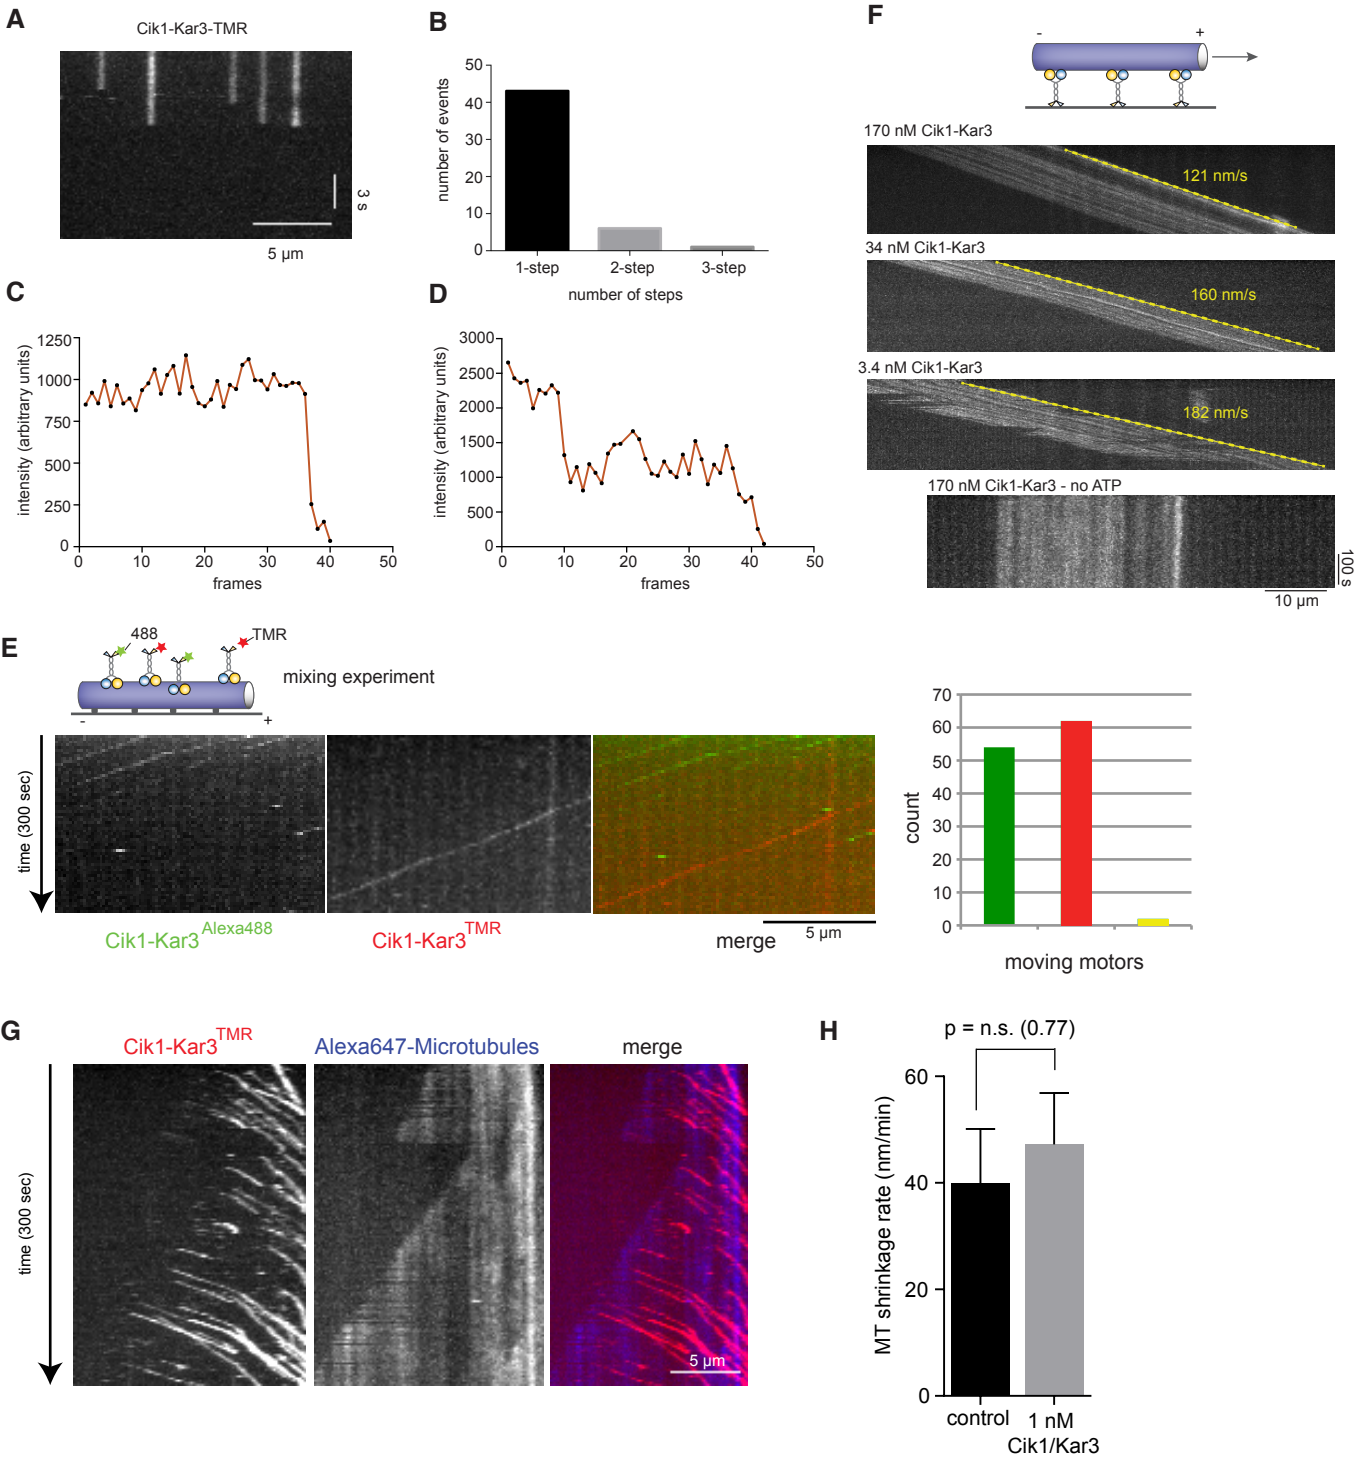 A
Cik1-Kar3-TMR
3 s
5 µm
B
number of events
50
40
30
20
10
0
1-step
2-step
3-step
number of steps
C
intensity (arbitrary units)
1250
1000
750
500
250
0
0
10
20
30
40
50
frames
D
intensity (arbitrary units)
3000
2500
2000
1500
1000
500
0
0
10
20
30
40
50
frames
E
488
TMR
mixing experiment
- +
time (300 sec)
Cik1-Kar3 Alexa488
Cik1-Kar3 TMR
merge
5 µm
70
60
50
40
30
20
10
0
count
moving motors
F
- +
170 nM Cik1-Kar3
121 nm/s
34 nM Cik1-Kar3
160 nm/s
3.4 nM Cik1-Kar3
182 nm/s
170 nM Cik1-Kar3 - no ATP
100 s
10 µm
G
Cik1-Kar3 TMR
Alexa647-Microtubules
merge
time (300 sec)
5 µm
H
p = n.s. (0.77)
MT shrinkage rate (nm/min)
60
40
20
0
control
1 nM
Cik1/Kar3